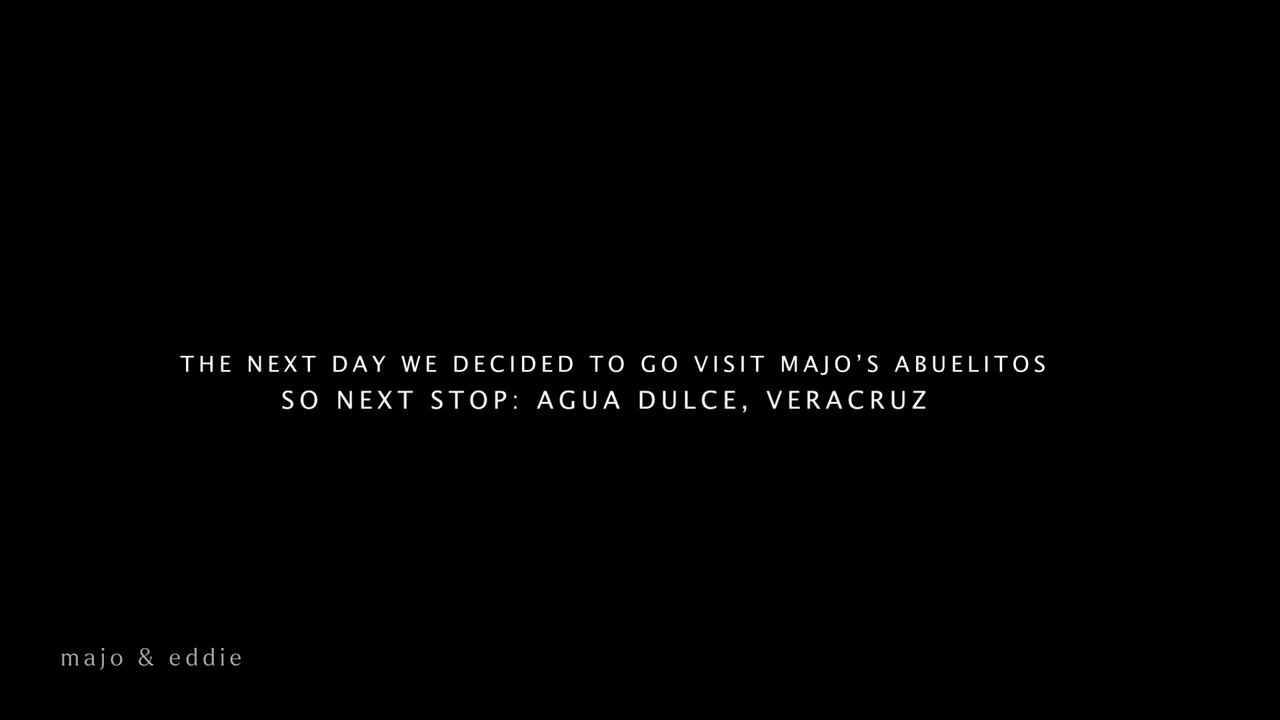 THE NEXT DAY WE DECIDED TO GO VISIT MAJO’S ABUELITOS
SO NEXT STOP: AGUA DULCE, VERACRUZ
majo & eddie